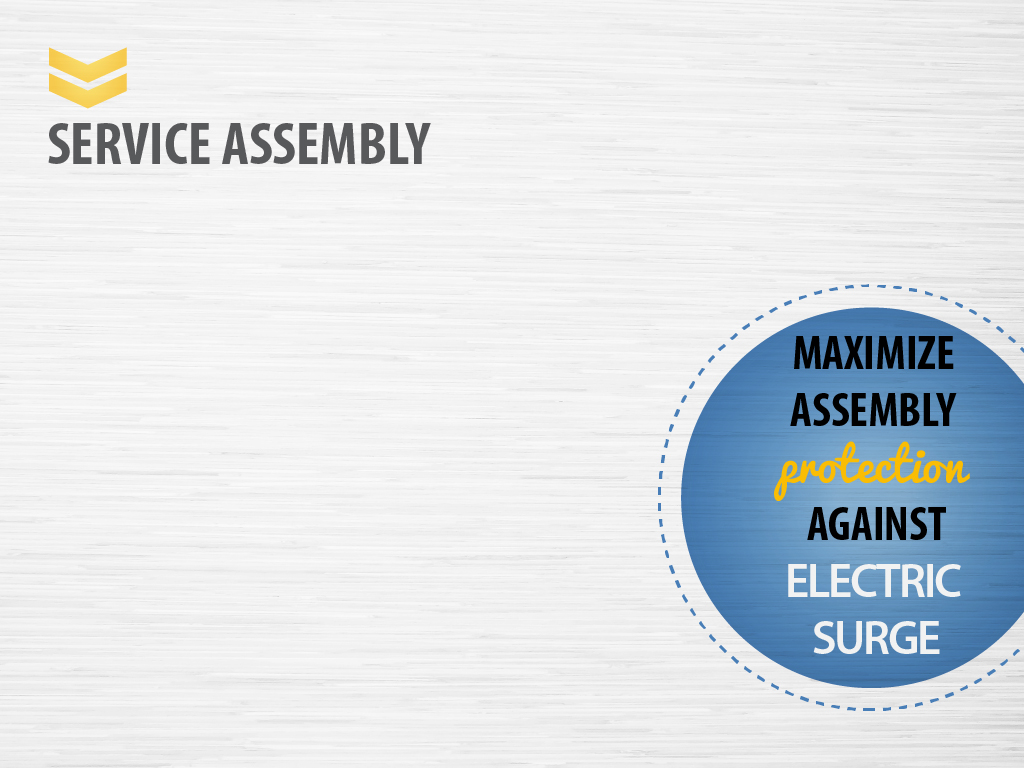 SERVICE ASSEMBLY
MAXIMIZE
ASSEMBLY
protection
AGAINST
ELECTRIC
SURGE